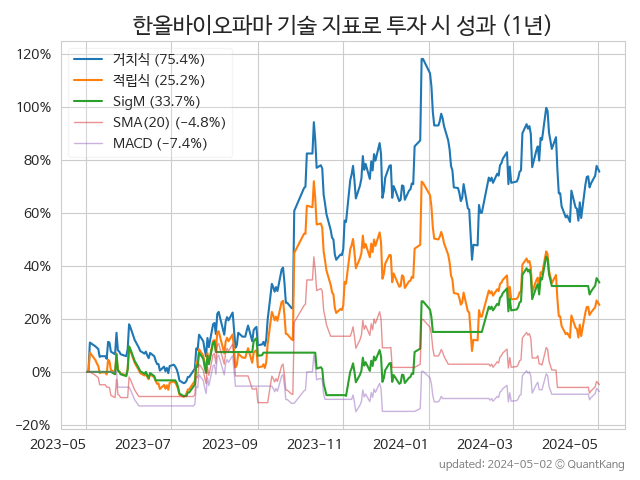 한올바이오파마 기술 지표로 투자 시 성과 (1년)
120%
100%
80%
60%
40%
20%
0%
−20%
거치식 (75.4%)
적립식 (25.2%)
SigM (33.7%)
SMA(20) (−4.8%)
MACD (−7.4%)
2023-05 2023-07 2023-09 2023-11 2024-01 2024-03 2024-05
updated: 2024-05-02 © QuantKang